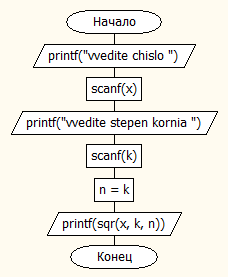 Начало
printf("vvedite chislo ")
scanf(x)
printf("vvedite stepen kornia ")
scanf(k)
n = k
printf(sqr(x, k, n))
Конец